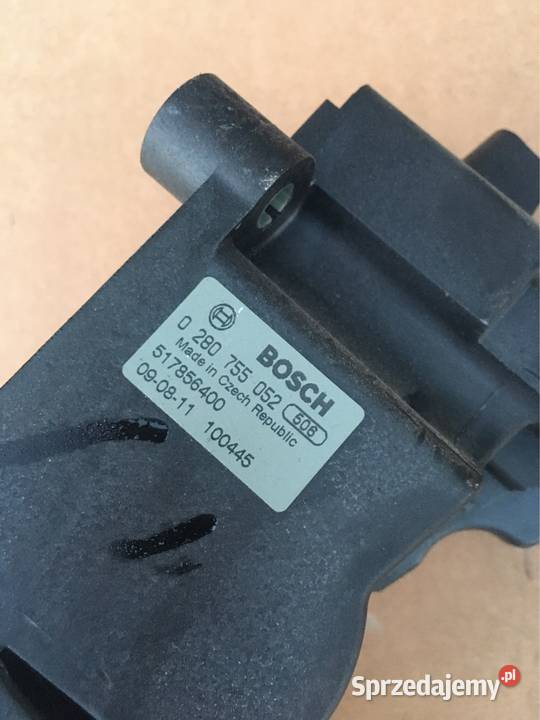 BOSCH
0 280 755 052 506
Made in Czech Republic
517856400
09-08-11 100445
Sprzedajemy.pl